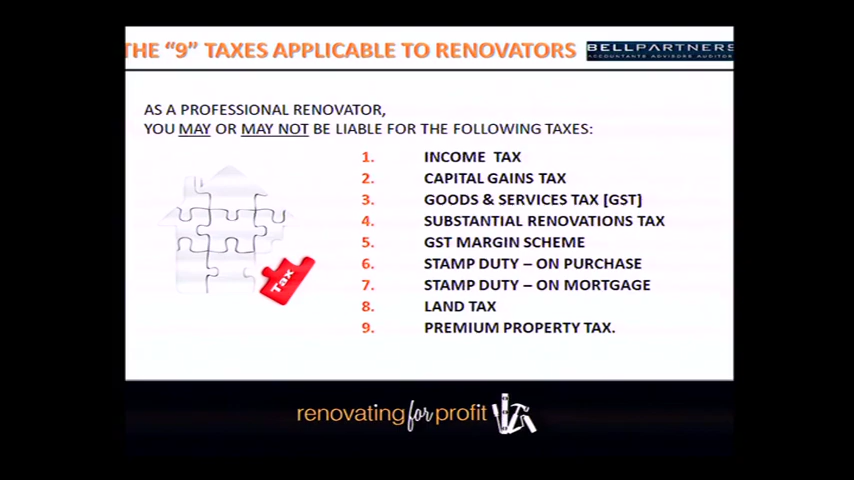 THE “9” TAXES APPLICABLE TO RENOVATORS
BELLPARTNERS
ACCOUNTANTS ADVISORS AUDITORS
AS A PROFESSIONAL RENOVATOR,
YOU MAY OR MAY NOT BE LIABLE FOR THE FOLLOWING TAXES:
1. INCOME TAX
2. CAPITAL GAINS TAX
3. GOODS & SERVICES TAX [GST]
4. SUBSTANTIAL RENOVATIONS TAX
5. GST MARGIN SCHEME
6. STAMP DUTY – ON PURCHASE
7. STAMP DUTY – ON MORTGAGE
8. LAND TAX
9. PREMIUM PROPERTY TAX.
Tax
renovating for profit